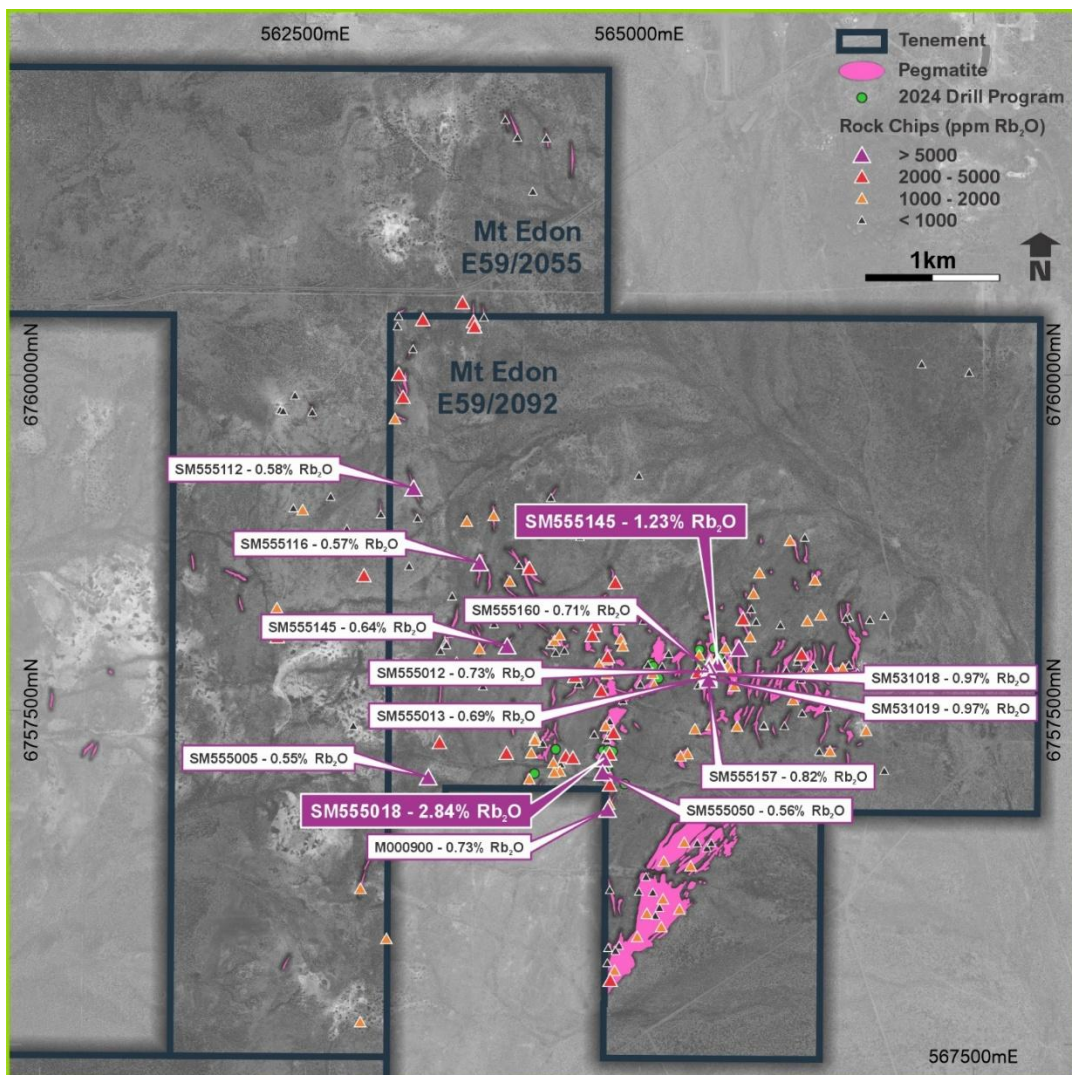 562500mE
565000mE
Tenement
Pegmatite
2024 Drill Program
Rock Chips (ppm Rb₂O)
> 5000
2000 - 5000
1000 - 2000
< 1000
1km
N
Mt Edon
E59/2055
6760000mN
6760000mN
Mt Edon
E59/2092
SM555112 - 0.58% Rb₂O
SM555145 - 1.23% Rb₂O
SM555116 - 0.57% Rb₂O
SM555160 - 0.71% Rb₂O
SM555145 - 0.64% Rb₂O
SM555012 - 0.73% Rb₂O
SM531018 - 0.97% Rb₂O
SM555013 - 0.69% Rb₂O
SM531019 - 0.97% Rb₂O
6757500mN
6757500mN
SM555005 - 0.55% Rb₂O
SM555157 - 0.82% Rb₂O
SM555018 - 2.84% Rb₂O
SM555050 - 0.56% Rb₂O
M000900 - 0.73% Rb₂O
567500mE